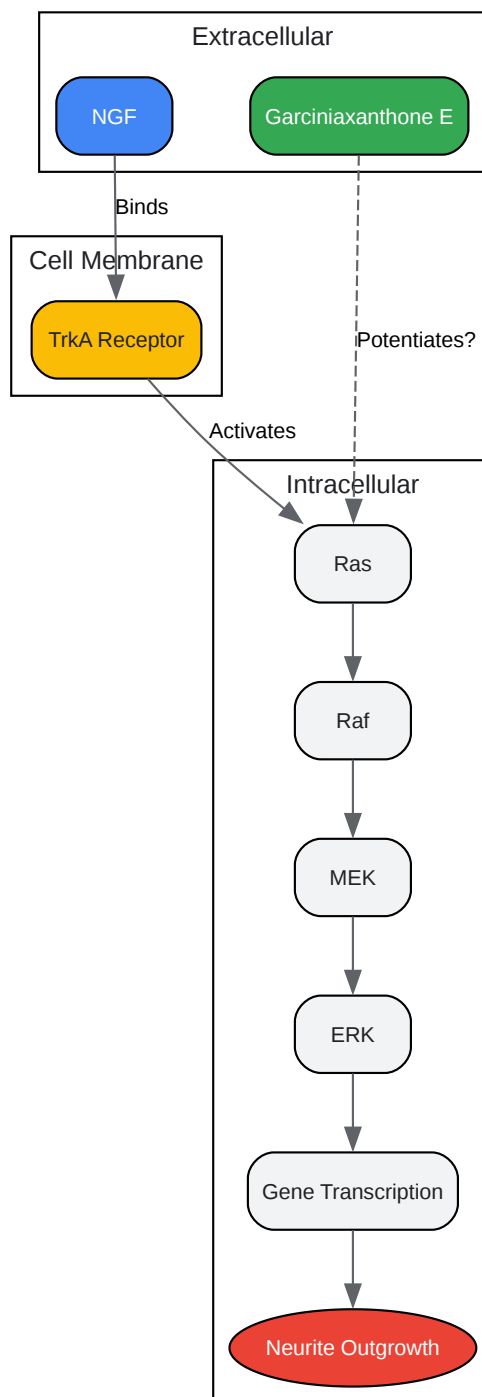 Extracellular
NGF
Garciniaxanthone E
Binds
Cell Membrane
TrkA Receptor
Potentiates?
Activates
Intracellular
Ras
Raf
MEK
ERK
Gene Transcription
Neurite Outgrowth